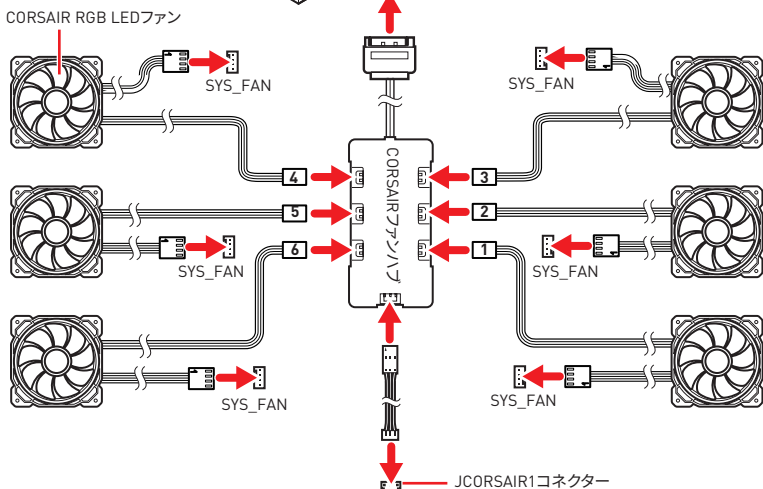 CORSAIR RGB LEDファン
SYS_FAN
SYS_FAN
CORSAIRファンハブ
4
3
5
2
6
1
SYS_FAN
SYS_FAN
SYS_FAN
SYS_FAN
JCORSAIR1コネクター